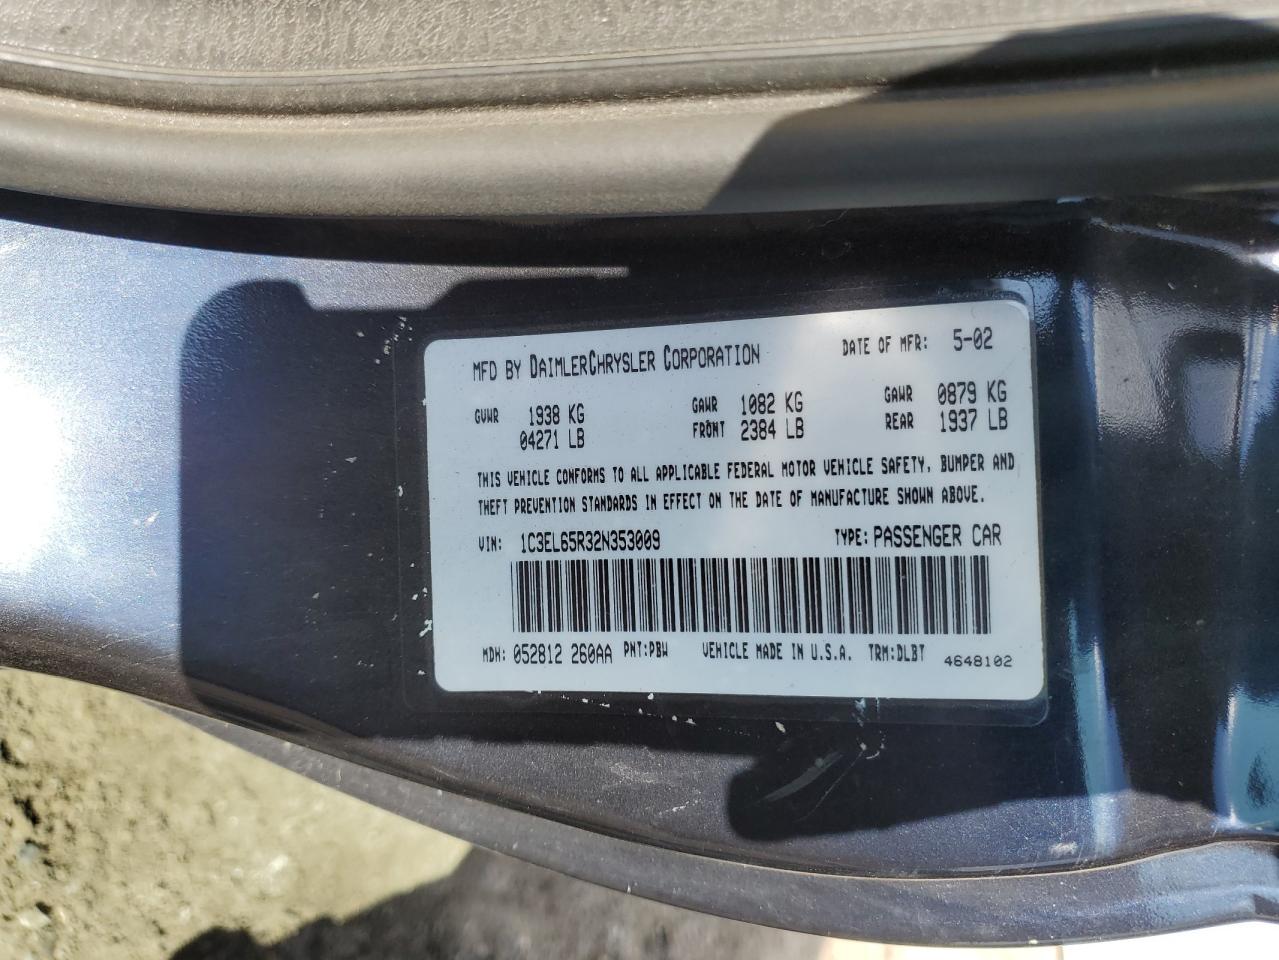 MFD BY DAIMLERCHRYSLER CORPORATION DATE OF MFR: 5-02
GVWR 1938 KG GAWR 1082 KG GAWR 0879 KG
04271 LB FRONT 2384 LB REAR 1937 LB
THIS VEHICLE CONFORMS TO ALL APPLICABLE FEDERAL MOTOR VEHICLE SAFETY, BUMPER AND
THEFT PREVENTION STANDARDS IN EFFECT ON THE DATE OF MANUFACTURE SHOWN ABOVE.
VIN: 1C3EL65R32N353009 TYPE: PASSENGER CAR
MDH: 052812 260AA PNT:PBW VEHICLE MADE IN U.S.A. TRM:DLBT 4648102